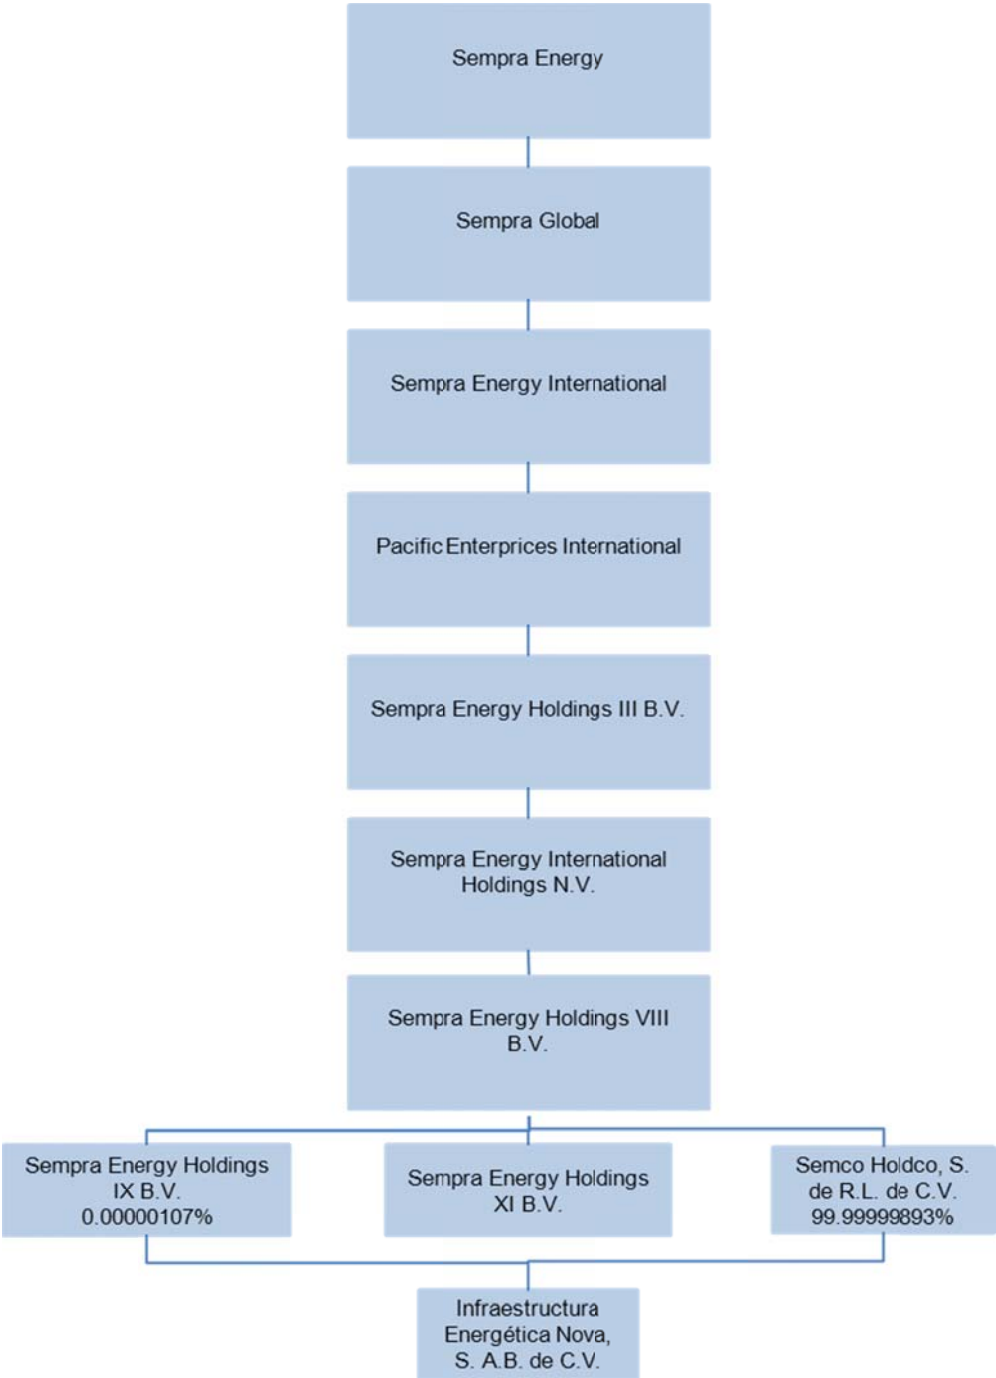 Sempra Energy
Sempra Global
Sempra Energy International
Pacific Enterprices International
Sempra Energy Holdings III B.V.
Sempra Energy International
Holdings N.V.
Sempra Energy Holdings VIII
B.V.
Sempra Energy Holdings
IX B.V.
0.00000107%
Sempra Energy Holdings
XI B.V.
Semco Holdco, S.
de R.L. de C.V.
99.99999893%
Infraestructura
Energética Nova,
S. A.B. de C.V.